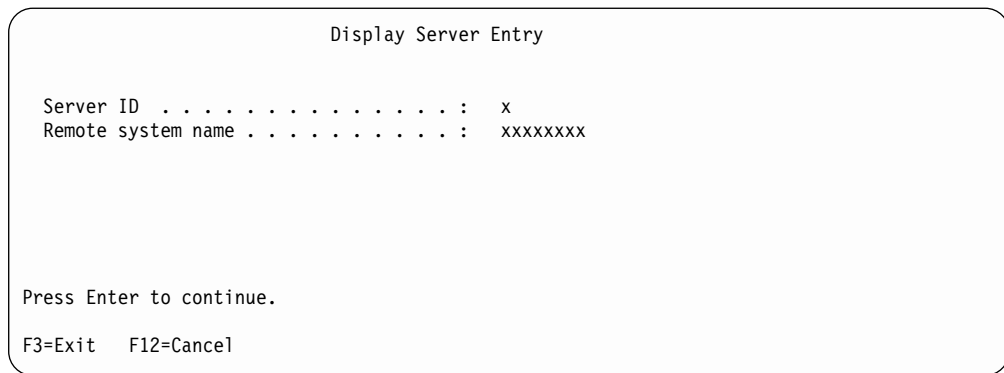 Display Server Entry
Server ID . . . . . . . . . . . . . . . : x
Remote system name . . . . . . . . . . : xxxxxxxx
Press Enter to continue.
F3=Exit F12=Cancel